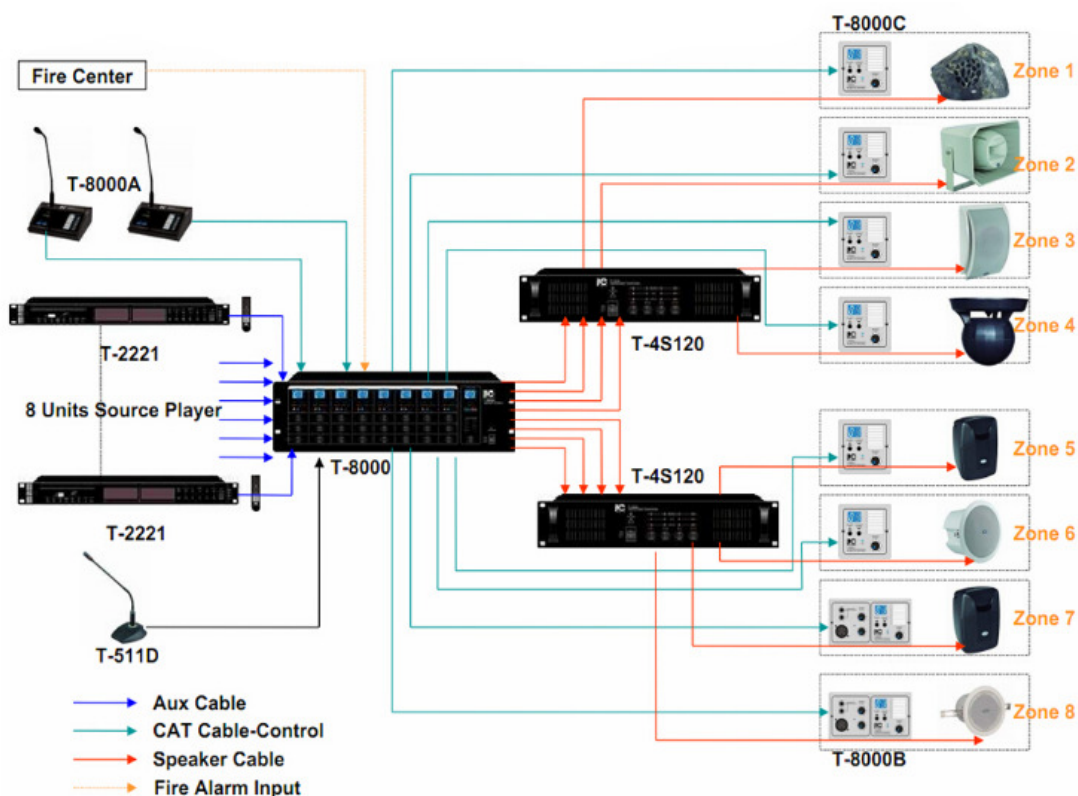 T-8000C
Fire Center
Zone 1
T-8000A
Zone 2
Zone 3
T-2221
T-4S120
Zone 4
8 Units Source Player
T-8000
T-4S120
Zone 5
T-2221
Zone 6
Zone 7
T-511D
Aux Cable
CAT Cable-Control
Speaker Cable
Fire Alarm Input
Zone 8
T-8000B